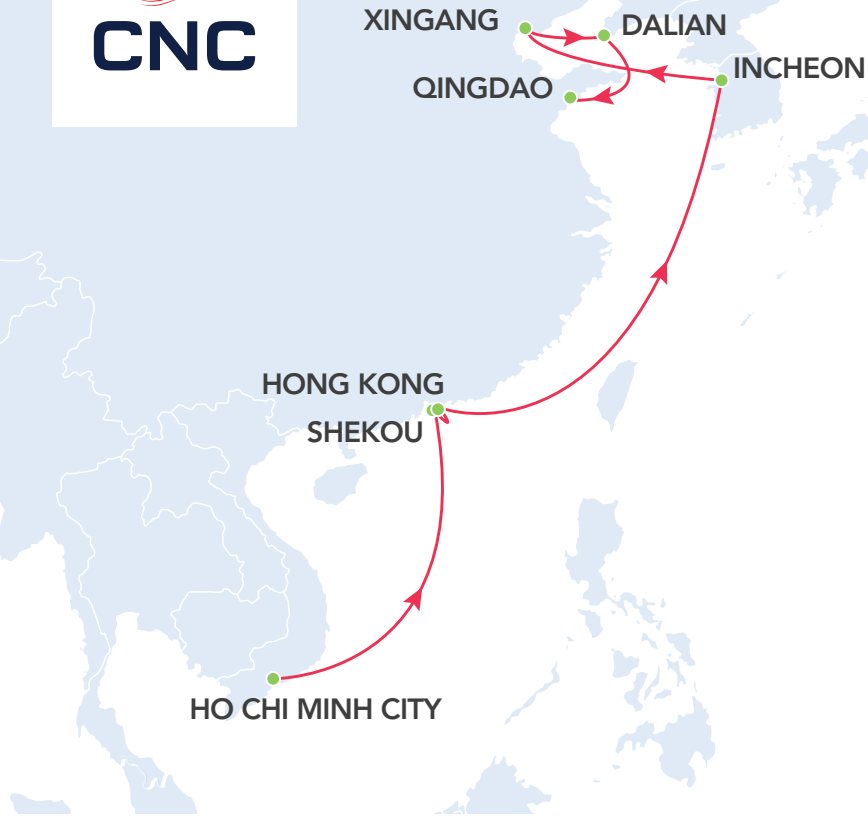 XINGANG
DALIAN
CNC
INCHEON
QINGDAO
HONG KONG
SHEKOU
HO CHI MINH CITY